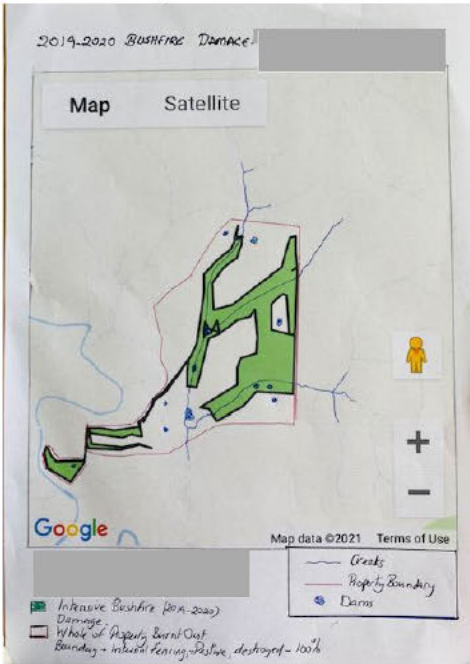 2019-2020 BUSHFIRE DAMAGE
Map Satellite
Google
Map data ©2021 Terms of Use
Creeks
Property Boundary
Dams
Intensive Bushfire (2019-2020)
Damage.
Whole of Property Burnt Out
Boundary + Internal fencing, Pasture, destroyed - 100%